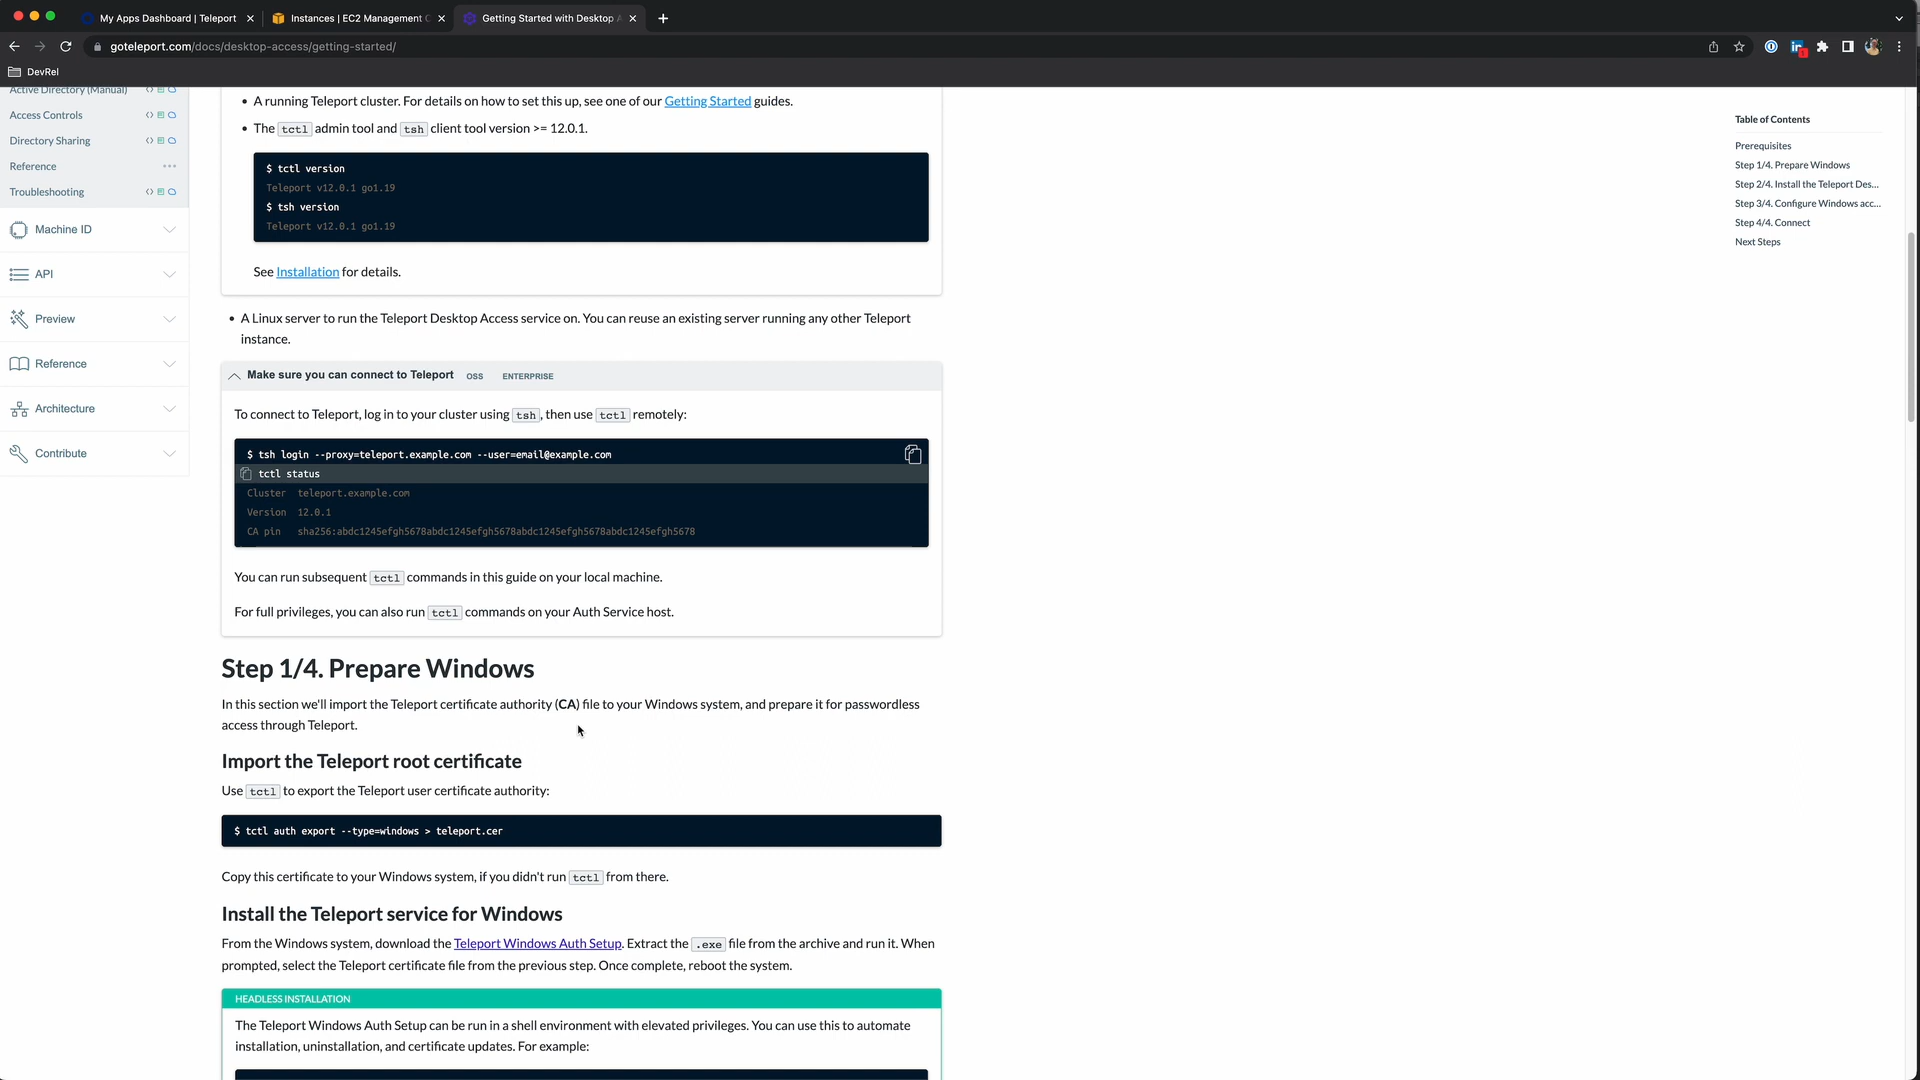 My Apps Dashboard | Teleport
Instances | EC2 Management C
Getting Started with Desktop A
goteleport.com/docs/desktop-access/getting-started/
DevRel
Active Directory (Manual)
Access Controls
Directory Sharing
Reference
Troubleshooting
Machine ID
API
Preview
Reference
Architecture
Contribute
A running Teleport cluster. For details on how to set this up, see one of our Getting Started guides.
The tctl admin tool and tsh client tool version >= 12.0.1.
$ tctl version
Teleport v12.0.1 go1.19
$ tsh version
Teleport v12.0.1 go1.19
See Installation for details.
A Linux server to run the Teleport Desktop Access service on. You can reuse an existing server running any other Teleport
instance.
Make sure you can connect to Teleport OSS ENTERPRISE
To connect to Teleport, log in to your cluster using tsh, then use tctl remotely:
$ tsh login --proxy=teleport.example.com --user=email@example.com
tctl status
Cluster teleport.example.com
Version 12.0.1
CA pin sha256:abdc1245efgh5678abdc1245efgh5678abdc1245efgh5678abdc1245efgh5678
You can run subsequent tctl commands in this guide on your local machine.
For full privileges, you can also run tctl commands on your Auth Service host.
Step 1/4. Prepare Windows
In this section we'll import the Teleport certificate authority (CA) file to your Windows system, and prepare it for passwordless
access through Teleport.
Import the Teleport root certificate
Use tctl to export the Teleport user certificate authority:
$ tctl auth export --type=windows > teleport.cer
Copy this certificate to your Windows system, if you didn't run tctl from there.
Install the Teleport service for Windows
From the Windows system, download the Teleport Windows Auth Setup. Extract the .exe file from the archive and run it. When
prompted, select the Teleport certificate file from the previous step. Once complete, reboot the system.
HEADLESS INSTALLATION
The Teleport Windows Auth Setup can be run in a shell environment with elevated privileges. You can use this to automate
installation, uninstallation, and certificate updates. For example:
Table of Contents
Prerequisites
Step 1/4. Prepare Windows
Step 2/4. Install the Teleport Des...
Step 3/4. Configure Windows acc...
Step 4/4. Connect
Next Steps